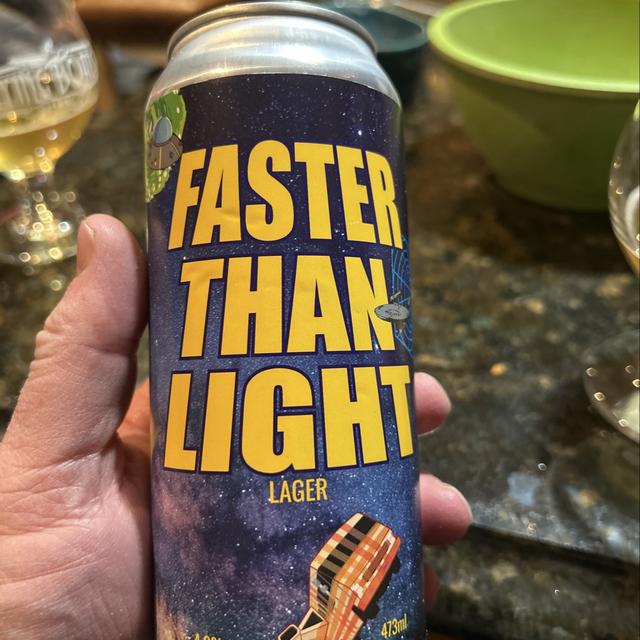 FASTER
THAN
LIGHT
LAGER
473ml